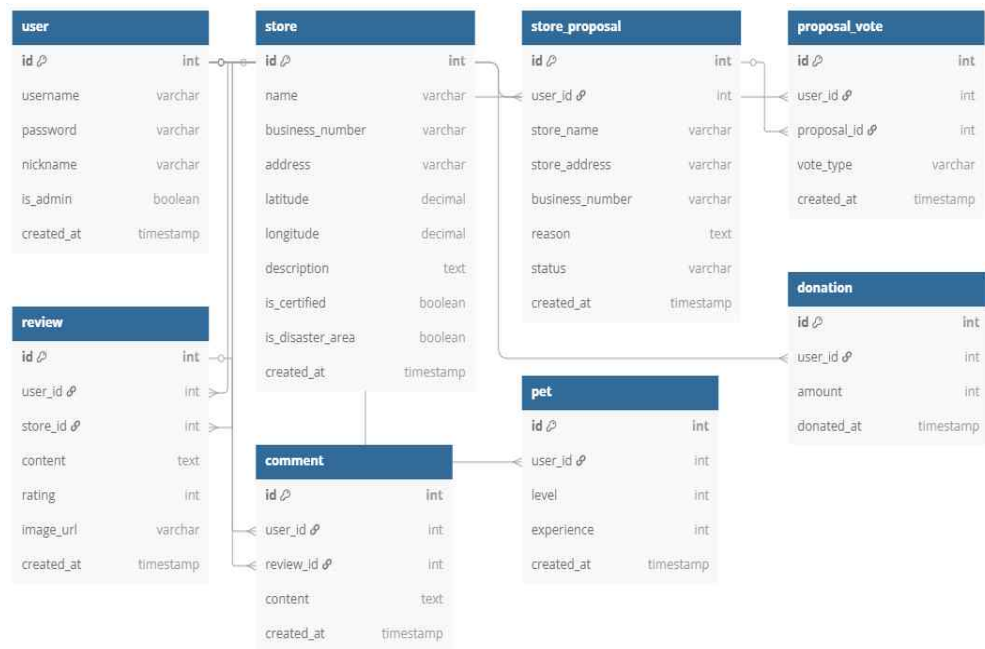 user
id int
username varchar
password varchar
nickname varchar
is_admin boolean
created_at timestamp
store
id int
name varchar
business_number varchar
address varchar
latitude decimal
longitude decimal
description text
is_certified boolean
is_disaster_area boolean
created_at timestamp
store_proposal
id int
user_id int
store_name varchar
store_address varchar
business_number varchar
reason text
status varchar
created_at timestamp
proposal_vote
id int
user_id int
proposal_id int
vote_type varchar
created_at timestamp
review
id int
user_id int
store_id int
content text
rating int
image_url varchar
created_at timestamp
comment
id int
user_id int
review_id int
content text
created_at timestamp
pet
id int
user_id int
level int
experience int
created_at timestamp
donation
id int
user_id int
amount int
donated_at timestamp